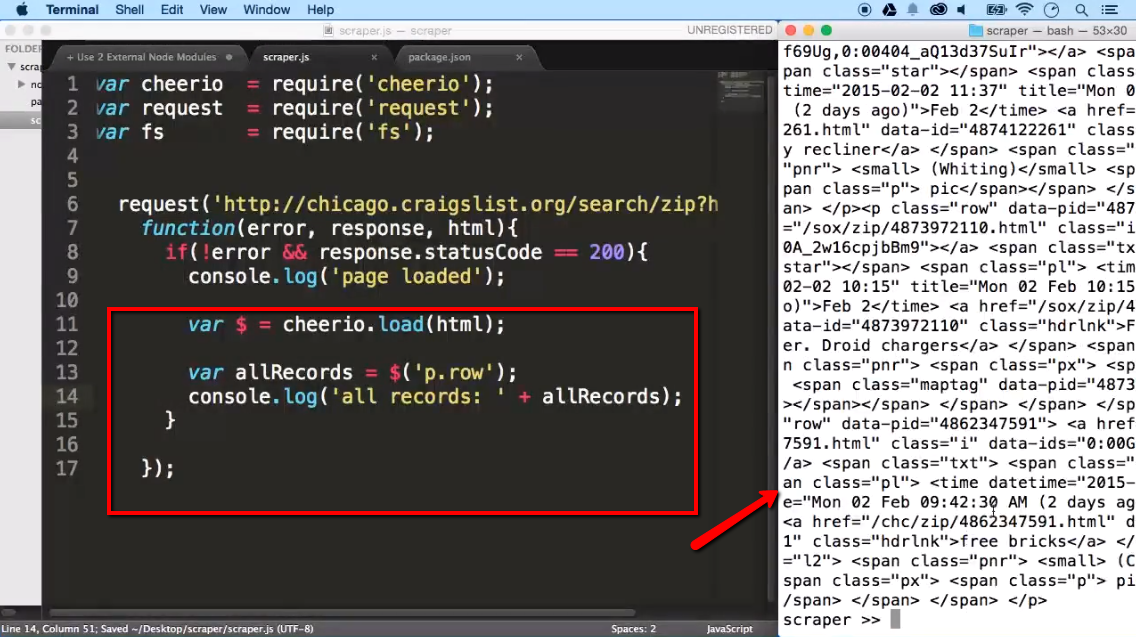 Terminal Shell Edit View Window Help
scraper.js — scraper
UNREGISTERED
FOLDER
scrap
no
pa
sc
+ Use 2 External Node Modules
scraper.js ×
package.json ×
1 var cheerio = require('cheerio');
2 var request = require('request');
3 var fs = require('fs');
4
5
6 request('http://chicago.craigslist.org/search/zip?h
7 function(error, response, html){
8 if(!error && response.statusCode == 200){
9 console.log('page loaded');
10
11 var $ = cheerio.load(html);
12
13 var allRecords = $('p.row');
14 console.log('all records: ' + allRecords);
15 }
16
17 });
Line 14, Column 51; Saved ~/Desktop/scraper/scraper.js (UTF-8)
Spaces: 2
JavaScript
scraper — bash — 53×30
f69Ug,0:00404_aQ13d37SuIr"></a> <spa
pan class="star"></span> <span class
time="2015-02-02 11:37" title="Mon 0
(2 days ago)">Feb 2</time> <a href=
261.html" data-id="4874122261" class
y recliner</a> </span> <span class="
"pnr"> <small> (Whiting)</small> <sp
pan class="p"> pic</span></span> </s
an> </p><p class="row" data-pid="487
="/sox/zip/4873972110.html" class="i
0A_2w16cpjbBm9"></a> <span class="tx
star"></span> <span class="pl"> <tim
02-02 10:15" title="Mon 02 Feb 10:15
o)">Feb 2</time> <a href="/sox/zip/4
ata-id="4873972110" class="hdrlnk">F
er. Droid chargers</a> </span> <span
n class="pnr"> <span class="px"> <sp
<span class="maptag" data-pid="4873
></span></span> </span> </span> </p>
"row" data-pid="4862347591"> <a href
7591.html" class="i" data-ids="0:00G
/a> <span class="txt"> <span class="
an class="pl"> <time datetime="2015-
e="Mon 02 Feb 09:42:30 AM (2 days ag
<a href="/chc/zip/4862347591.html" d
1" class="hdrlnk">free bricks</a> </
="l2"> <span class="pnr"> <small> (C
span class="px"> <span class="p"> pi
/span> </span> </span> </p>
scraper >>